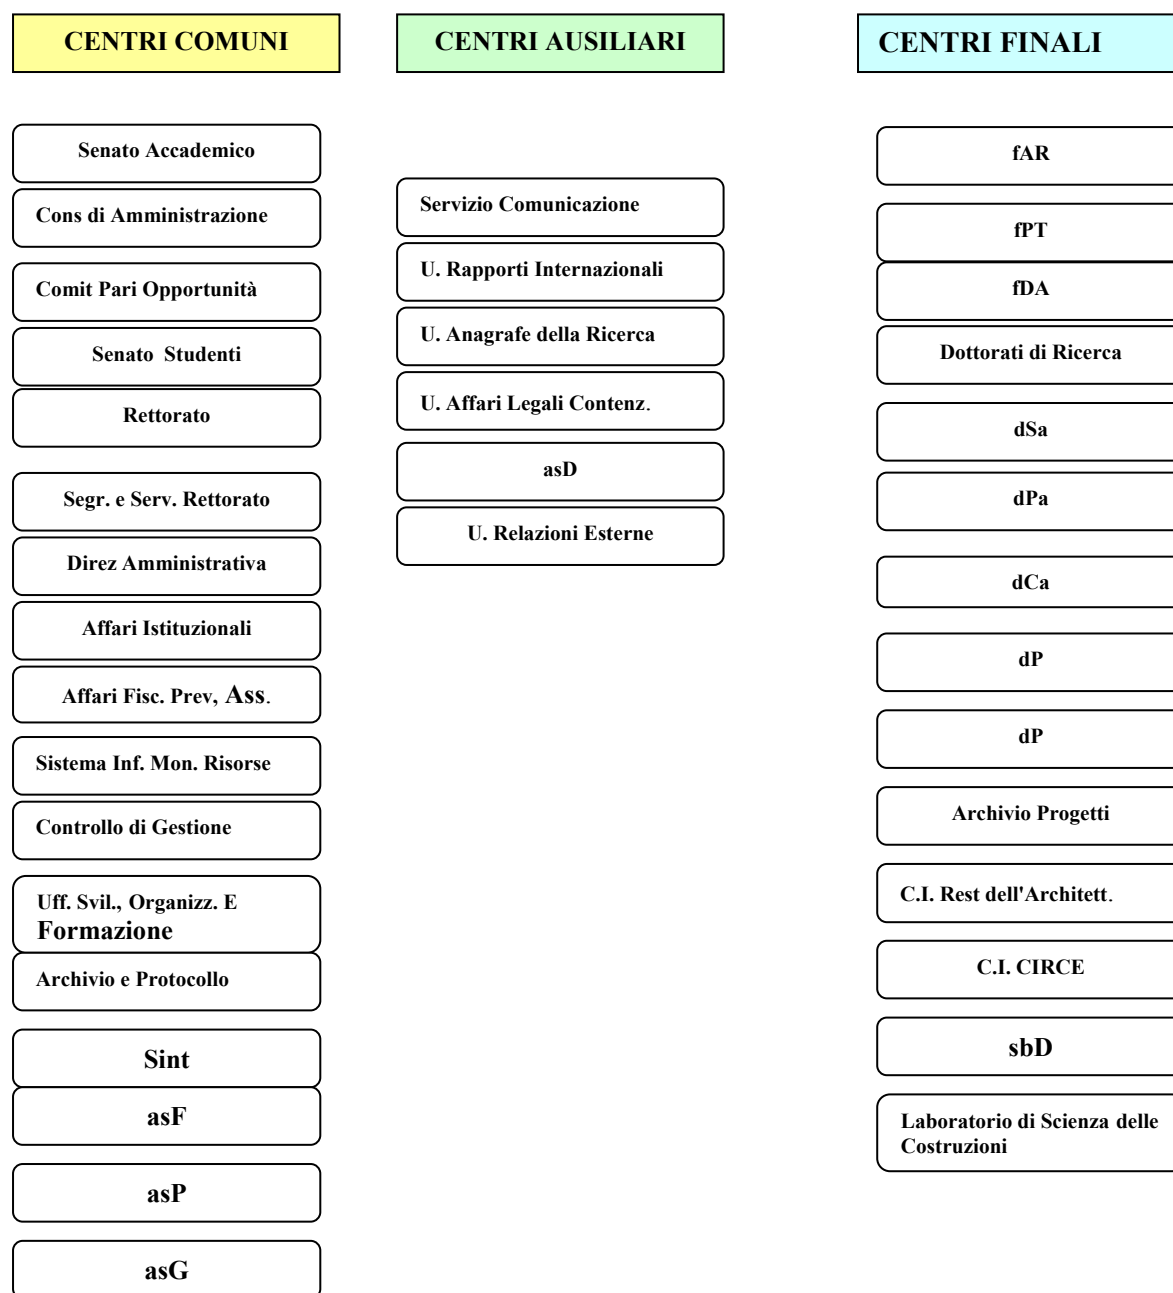 CENTRI COMUNI
Senato Accademico
Cons di Amministrazione
Comit Pari Opportunità
Senato Studenti
Rettorato
Segr. e Serv. Rettorato
Direz Amministrativa
Affari Istituzionali
Affari Fisc. Prev, Ass.
Sistema Inf. Mon. Risorse
Controllo di Gestione
Uff. Svil., Organizz. E
Formazione
Archivio e Protocollo
Sint
asF
asP
asG
CENTRI AUSILIARI
Servizio Comunicazione
U. Rapporti Internazionali
U. Anagrafe della Ricerca
U. Affari Legali Contenz.
asD
U. Relazioni Esterne
CENTRI FINALI
fAR
fPT
fDA
Dottorati di Ricerca
dSa
dPa
dCa
dP
dP
Archivio Progetti
C.I. Rest dell'Architett.
C.I. CIRCE
sbD
Laboratorio di Scienza delle
Costruzioni